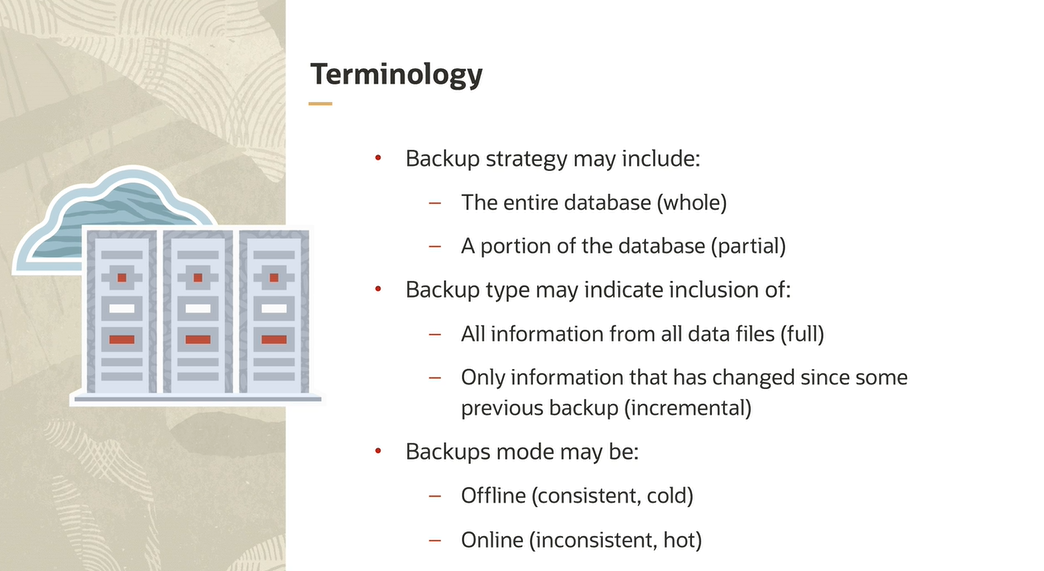 Terminology
• Backup strategy may include:
– The entire database (whole)
– A portion of the database (partial)
• Backup type may indicate inclusion of:
– All information from all data files (full)
– Only information that has changed since some
previous backup (incremental)
• Backups mode may be:
– Offline (consistent, cold)
– Online (inconsistent, hot)